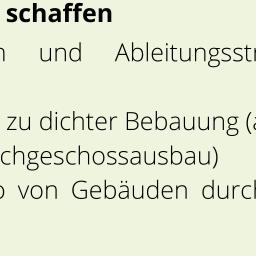 schaffen
und Ableitungsstr
zu dichter Bebauung (
chgeschossausbau)
von Gebäuden durch